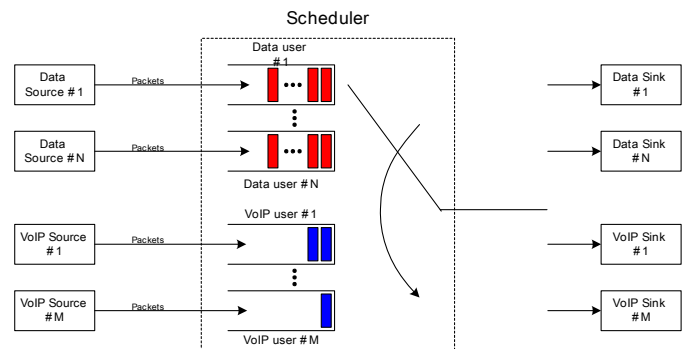 Scheduler
Data user
#1
Data
Source #1
Packets
Data Sink
#1
Data
Source #N
Packets
Data Sink
#N
Data user #N
VoIP user #1
VoIP Source
#1
Packets
VoIP Sink
#1
VoIP Source
#M
Packets
VoIP Sink
#M
VoIP user #M